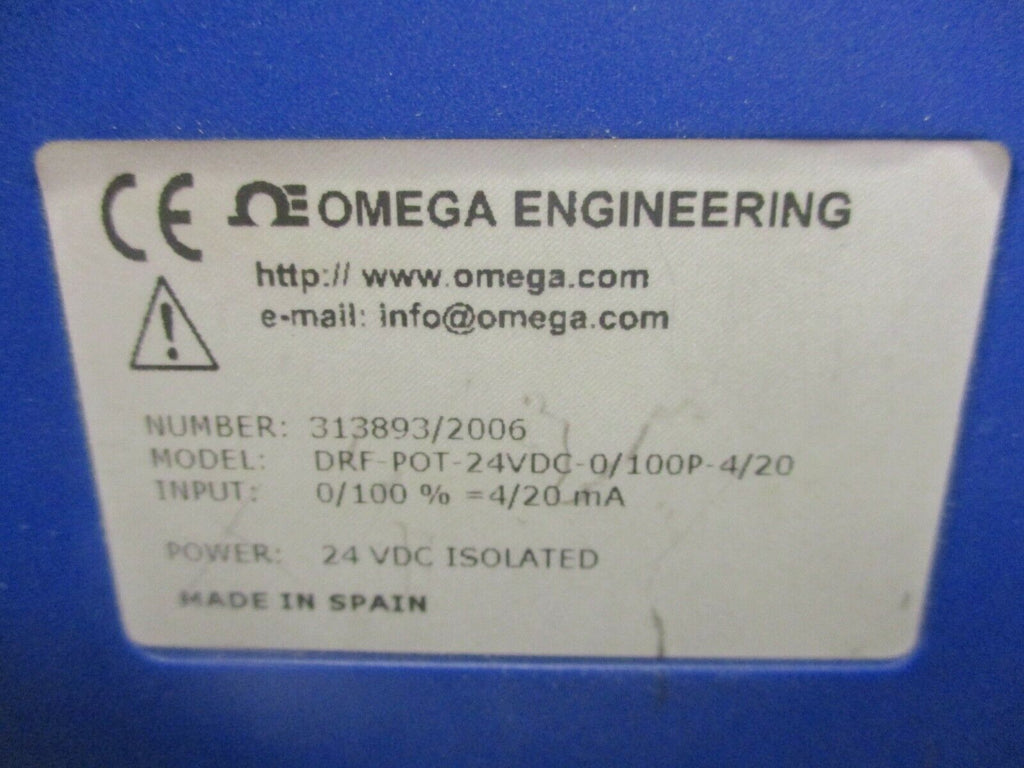 CE OMEGA ENGINEERING
http:// www.omega.com
e-mail: info@omega.com
NUMBER: 313893/2006
MODEL: DRF-POT-24VDC-0/100P-4/20
INPUT: 0/100 % =4/20 mA
POWER: 24 VDC ISOLATED
MADE IN SPAIN